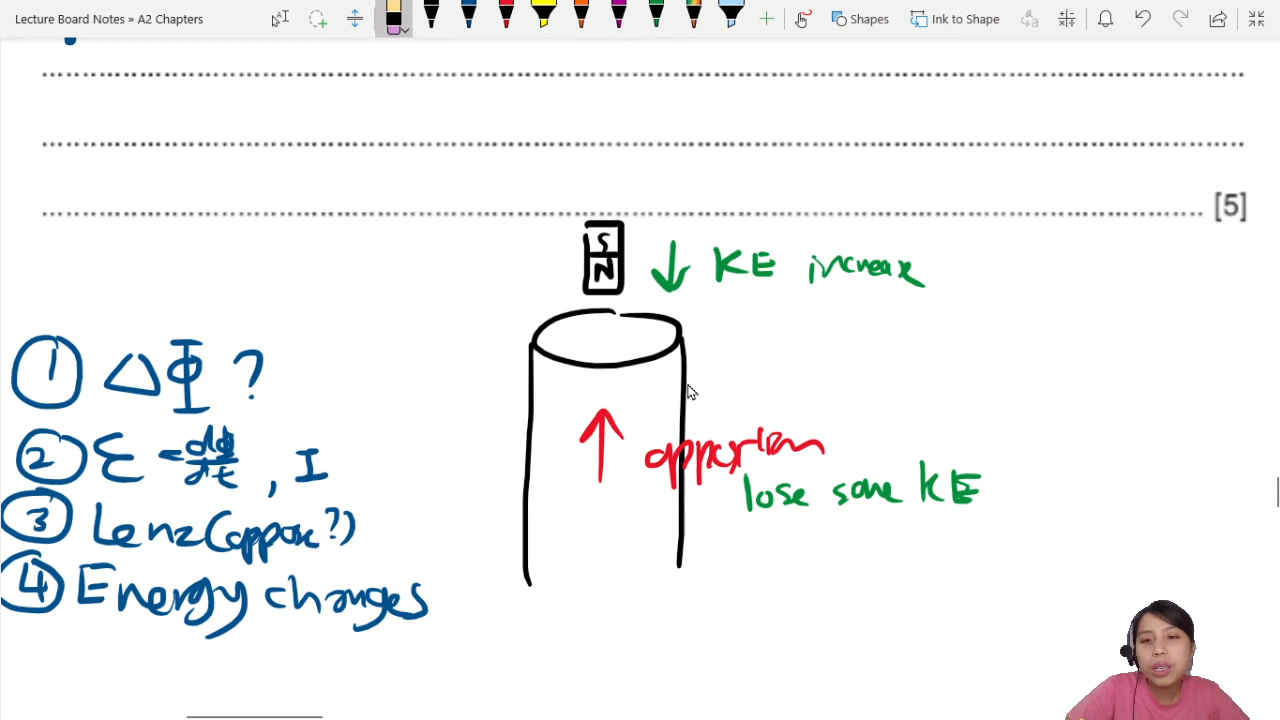 Lecture Board Notes » A2 Chapters
Shapes
Ink to Shape
[5]
S
N
↓ KE increase
① ΔΦ ?
② ε = dΦ/dt , I
③ Lenz (oppose?)
④ Energy changes
lose some KE